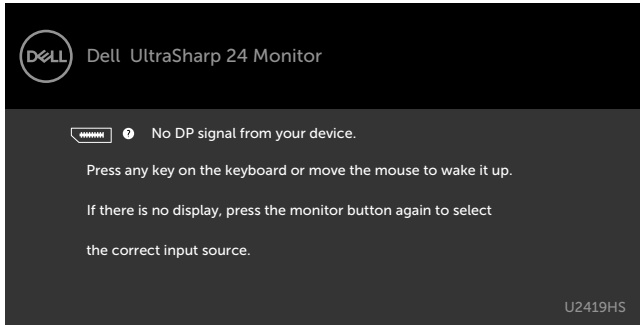 DELL
Dell UltraSharp 24 Monitor
? No DP signal from your device.
Press any key on the keyboard or move the mouse to wake it up.
If there is no display, press the monitor button again to select
the correct input source.
U2419HS